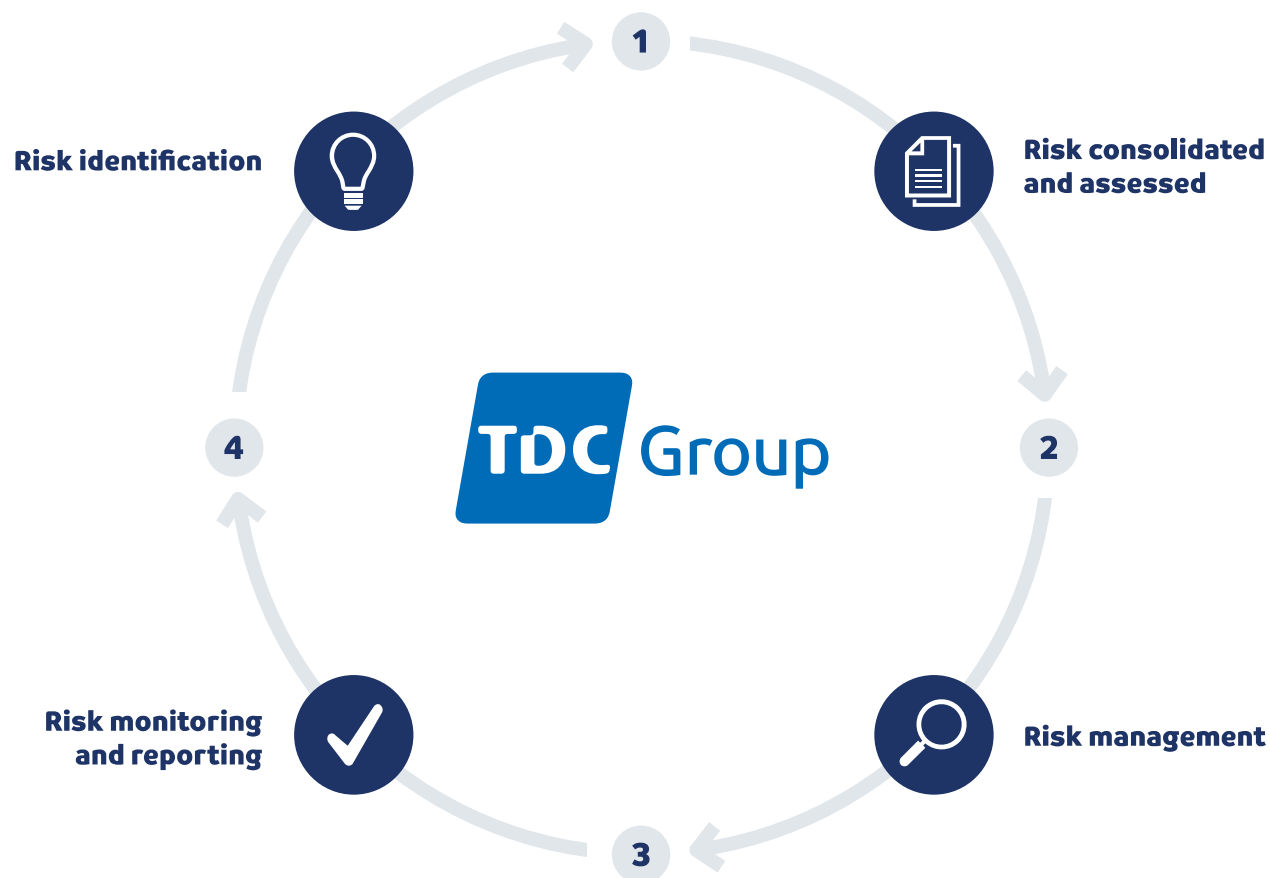 1
Risk identification
Risk consolidated
and assessed
4
TDC Group
2
Risk monitoring
and reporting
Risk management
3